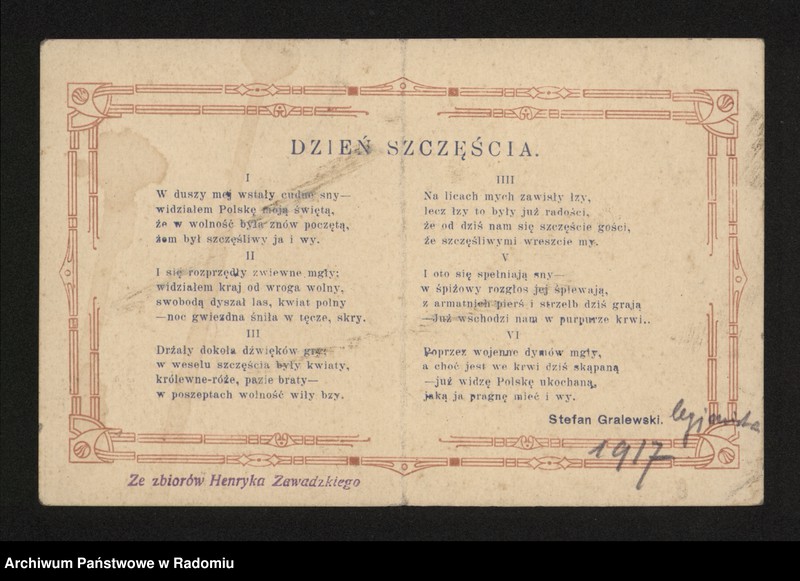 DZIEŃ SZCZĘŚCIA.
I
W duszy mej wstały cudne sny—
widziałem Polskę moją świętą,
że w wolność była znów poczętą,
żem był szczęśliwy ja i wy.
II
I się rozprzędły zwiewne mgły;
widziałem kraj od wroga wolny,
swobodą dyszał las, kwiat polny
—noc gwiezdna śniła w tęcze, skry.
III
Drżały dokoła dźwięków gry:
w weselu szczęścia były kwiaty,
królewne-róże, pazie braty—
w poszeptach wolność wiły bzy.
IIII
Na licach mych zawisły łzy,
lecz łzy to były już radości,
że od dziś nam się szczęście gości,
że szczęśliwymi wreszcie my.
V
I oto się spełniają sny—
w śpiżowy rozgłos jej śpiewają,
z armatnich pierś i strzelb dziś grają
—Już wschodzi nam w purpurze krwi..
VI
Poprzez wojenne dymów mgły,
a choć jest we krwi dziś skąpaną
—już widzę Polskę ukochaną,
jaką ja pragnę mieć i wy.
Stefan Gralewski. legjonista
1917
Ze zbiorów Henryka Zawadzkiego
Archiwum Państwowe w Radomiu